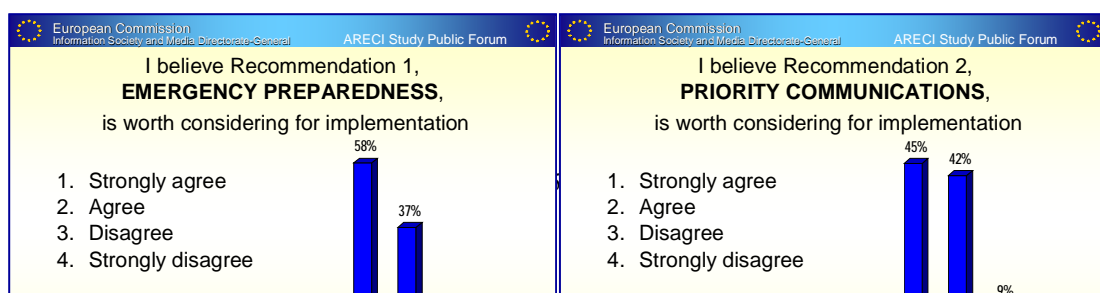 European Commission
Information Society and Media Directorate-General
ARECI Study Public Forum
I believe Recommendation 1,
EMERGENCY PREPAREDNESS,
is worth considering for implementation
58%
1. Strongly agree
2. Agree
37%
3. Disagree
4. Strongly disagree
European Commission
Information Society and Media Directorate-General
ARECI Study Public Forum
I believe Recommendation 2,
PRIORITY COMMUNICATIONS,
is worth considering for implementation
45%
42%
1. Strongly agree
2. Agree
3. Disagree
4. Strongly disagree
9%